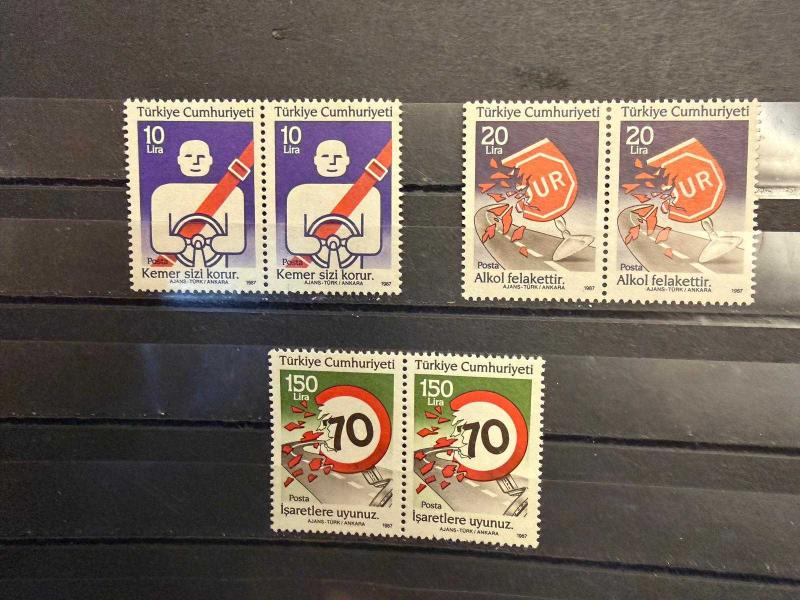 Türkiye Cumhuriyeti
10
Lira
Posta
Kemer sizi korur.
AJANS-TÜRK / ANKARA 1987
Türkiye Cumhuriyeti
10
Lira
Posta
Kemer sizi korur.
AJANS-TÜRK / ANKARA 1987
Türkiye Cumhuriyeti
20
Lira
UR
Posta
Alkol felakettir.
AJANS-TÜRK / ANKARA 1987
Türkiye Cumhuriyeti
20
Lira
UR
Posta
Alkol felakettir.
AJANS-TÜRK / ANKARA 1987
Türkiye Cumhuriyeti
150
Lira
70
Posta
İşaretlere uyunuz.
AJANS-TÜRK / ANKARA 1987
Türkiye Cumhuriyeti
150
Lira
70
Posta
İşaretlere uyunuz.
AJANS-TÜRK / ANKARA 1987